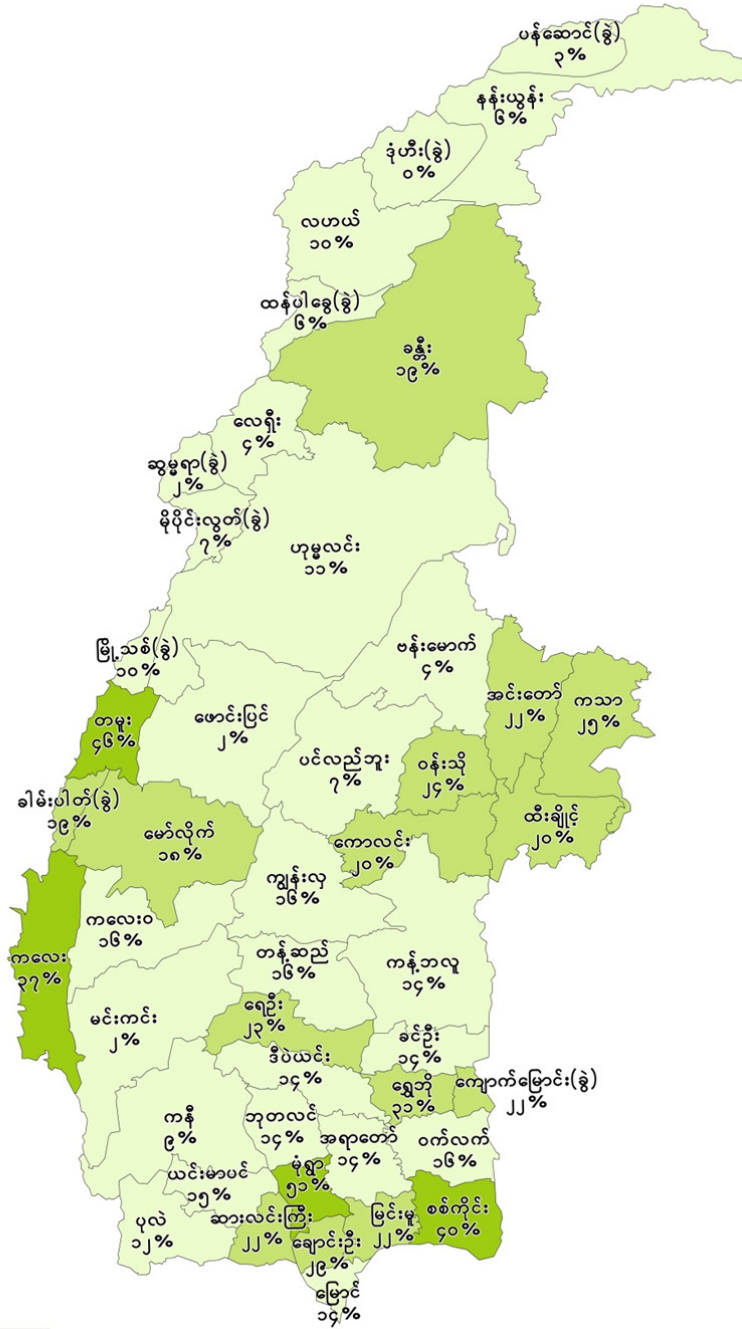 ပန်ဆောင်(ခွဲ)
၃%
နန်းယွန်း
၆%
ဒုံဟီး(ခွဲ)
၀%
လဟယ်
၁၀%
ထန်ပါခွေ(ခွဲ)
၆%
ခန္တီး
၁၉%
လေရှီး
၄%
ဆွမ္မရာ(ခွဲ)
၂%
မိုပိုင်းလွတ်(ခွဲ)
၇%
ဟုမ္မလင်း
၁၁%
မြို့သစ်(ခွဲ)
၁၀%
ဗန်းမောက်
၄%
အင်းတော်
၂၂%
ကသာ
၂၅%
တမူး
၄၆%
ဖောင်းပြင်
၂%
ပင်လည်ဘူး
၇%
ဝန်းသို
၂၄%
ခါမ်းပါတ်(ခွဲ)
၁၉%
မော်လိုက်
၁၈%
ကောလင်း
၂၀%
ထီးချိုင့်
၂၀%
ကျွန်းလှ
၁၆%
ကလေးဝ
၁၆%
ကလေး
၃၇%
တန့်ဆည်
၁၆%
ကန့်ဘလူ
၁၄%
မင်းကင်း
၂%
ရေဦး
၂၃%
ခင်ဦး
၁၄%
ဒီပဲယင်း
၁၄%
ရွှေဘို
၃၁%
ကျောက်မြောင်း(ခွဲ)
၂၂%
ကနီ
၉%
ဘုတလင်
၁၄%
အရာတော်
၁၄%
ဝက်လက်
၁၆%
ယင်းမာပင်
၁၅%
မုံရွာ
၅၁%
ပုလဲ
၁၂%
ဆားလင်းကြီး
၂၂%
မြင်းမူ
၂၂%
စစ်ကိုင်း
၄၀%
ချောင်းဦး
၂၉%
မြောင်
၁၄%